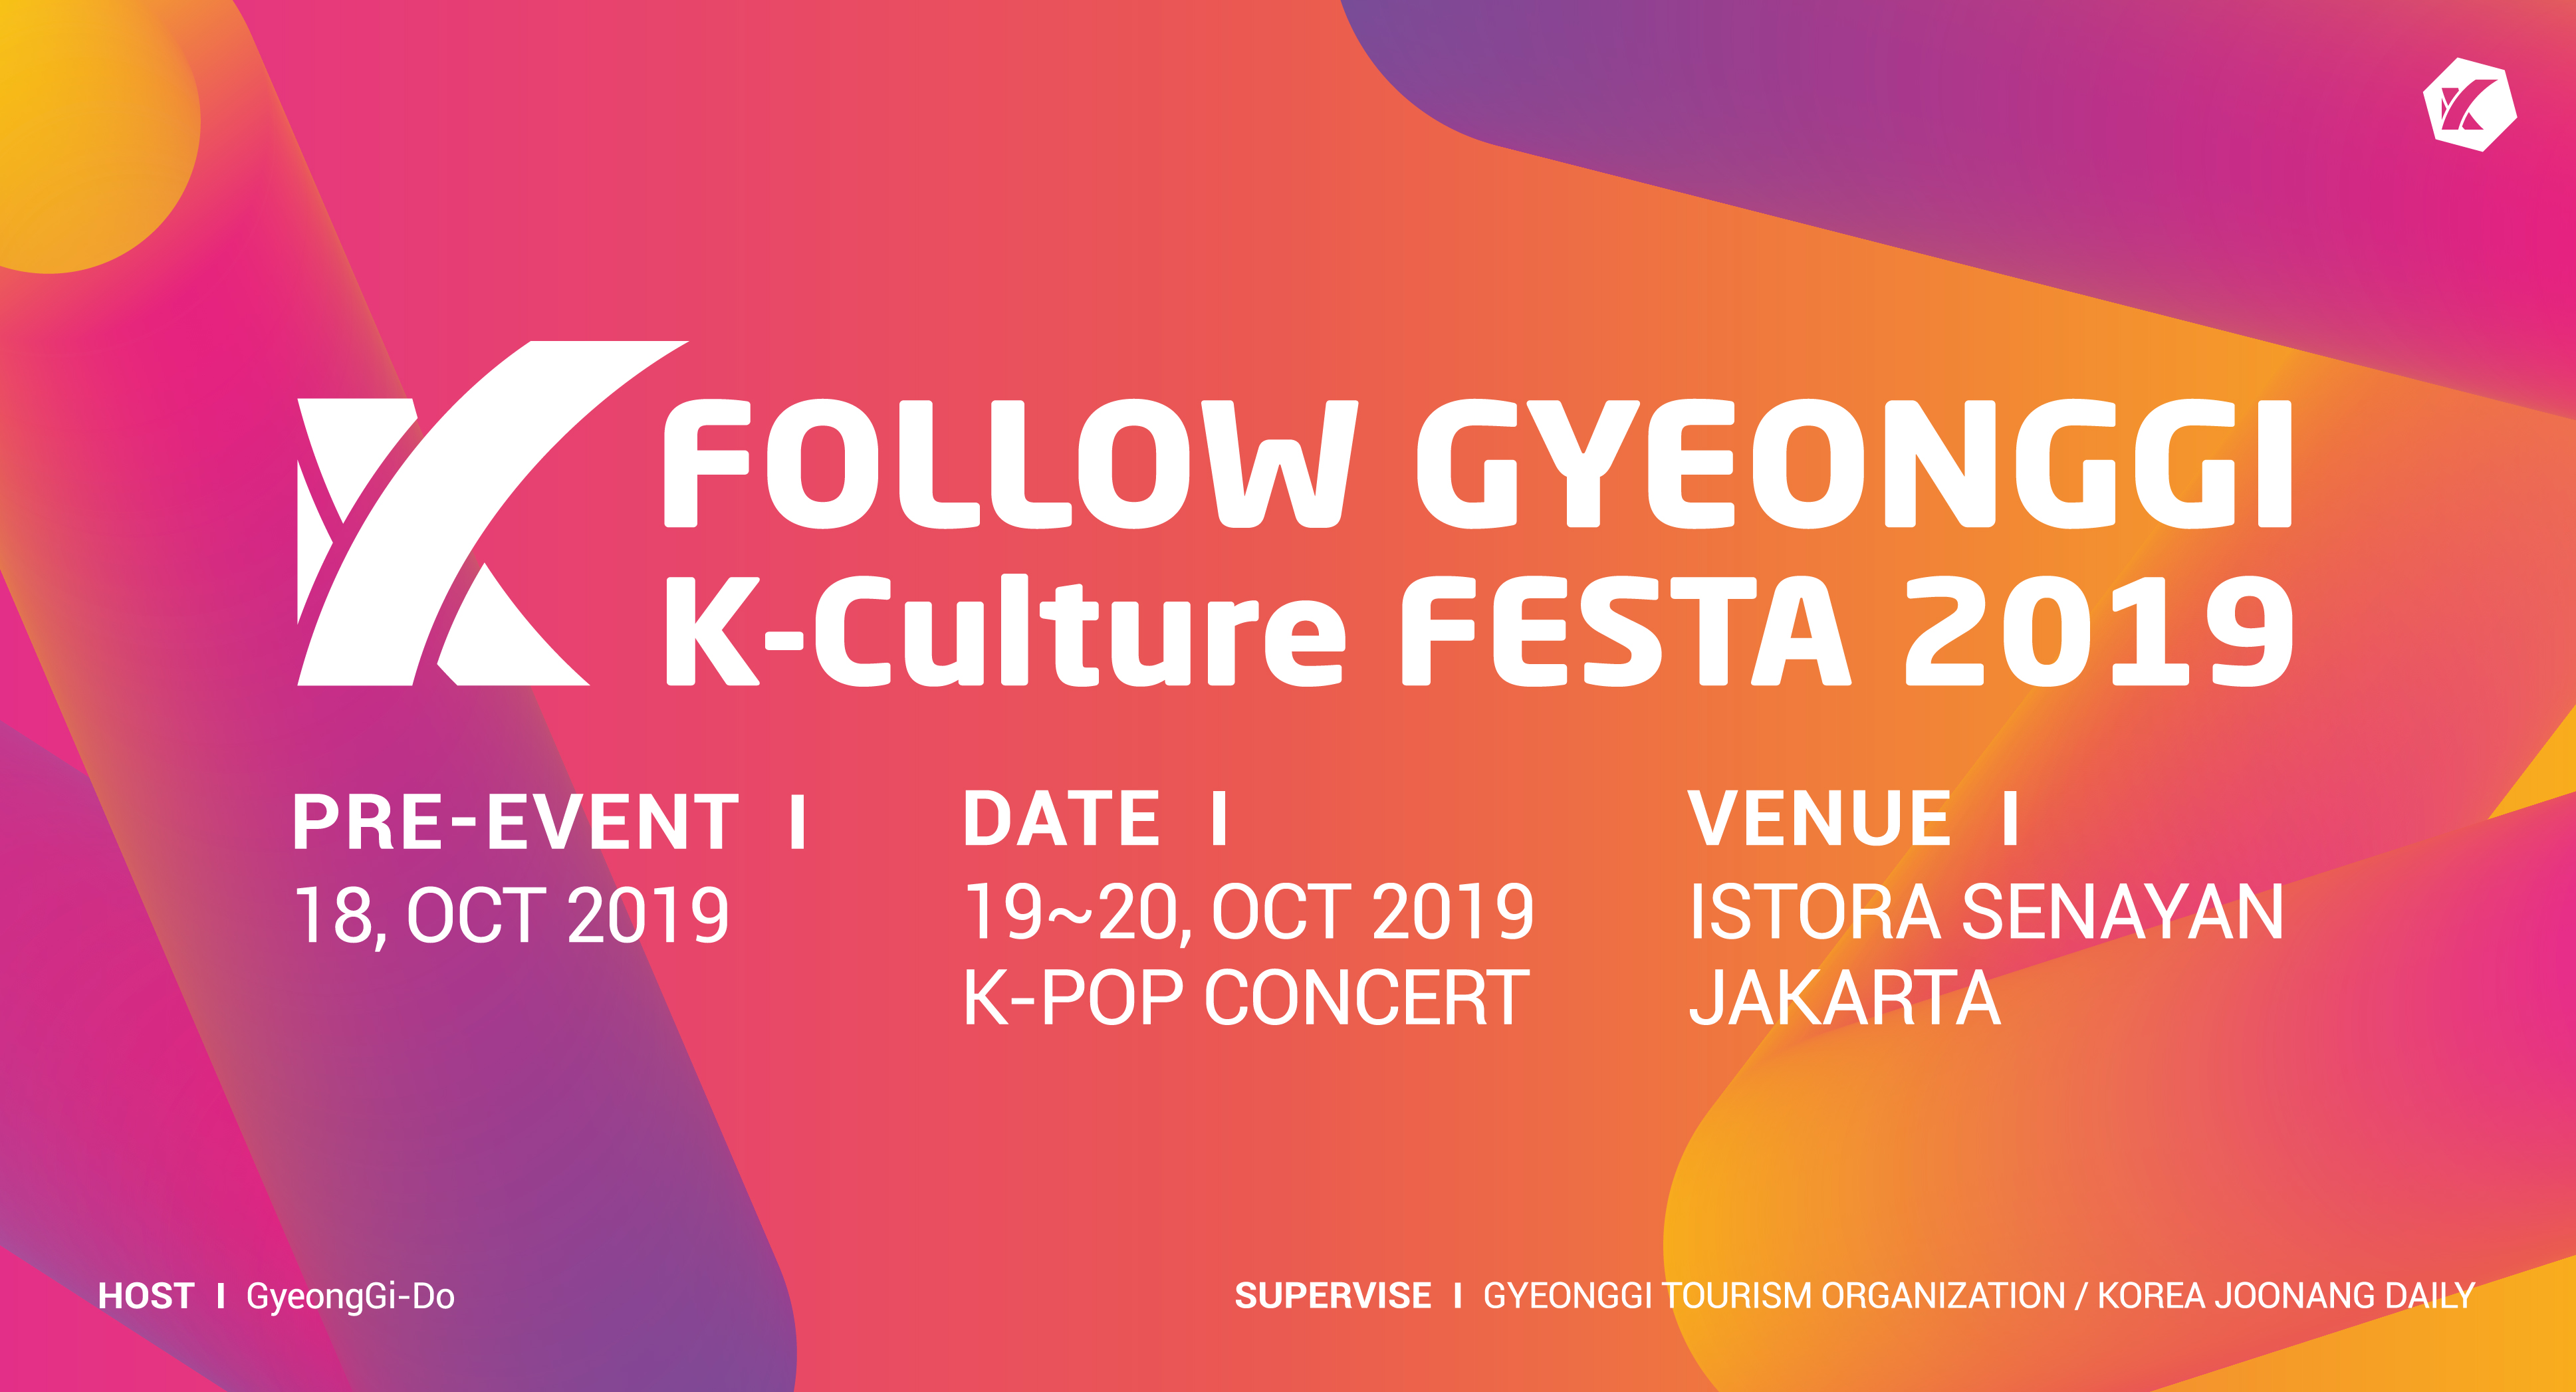 FOLLOW GYEONGGI
K-Culture FESTA 2019
PRE-EVENT I
18, OCT 2019
DATE I
19~20, OCT 2019
K-POP CONCERT
VENUE I
ISTORA SENAYAN
JAKARTA
HOST I GyeongGi-Do
SUPERVISE I GYEONGGI TOURISM ORGANIZATION / KOREA JOONANG DAILY